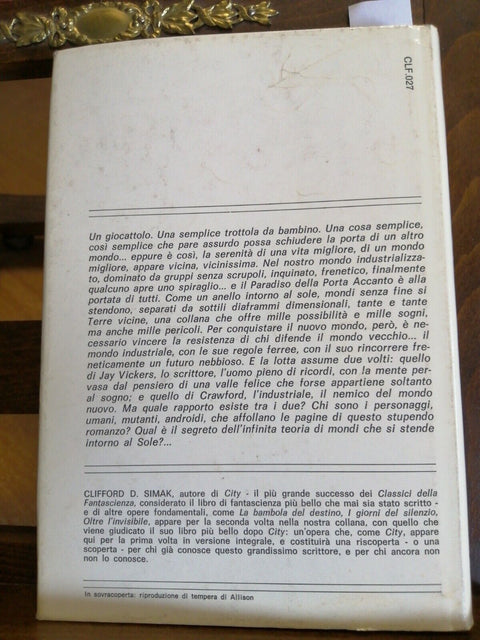 CLF.027
Un giocattolo. Una semplice trottola da bambino. Una cosa semplice,
così semplice che pare assurdo possa schiudere la porta di un altro
mondo... eppure è così, la serenità di una vita migliore, di un mondo
migliore, appare vicina, vicinissima. Nel nostro mondo industrializza-
to, dominato da gruppi senza scrupoli, inquinato, frenetico, finalmente
qualcuno apre uno spiraglio... e il Paradiso della Porta Accanto è alla
portata di tutti. Come un anello intorno al sole, mondi senza fine si
stendono, separati da sottili diaframmi dimensionali, tante e tante
Terre vicine, una collana che offre mille possibilità e mille sogni,
ma anche mille pericoli. Per conquistare il nuovo mondo, però, è ne-
cessario vincere la resistenza di chi difende il mondo vecchio... il
mondo industriale, con le sue regole ferree, con il suo rincorrere fre-
neticamente un futuro nebbioso. E la lotta assume due volti: quello
di Jay Vickers, lo scrittore, l'uomo pieno di ricordi, con la mente per-
vasa dal pensiero di una valle felice che forse appartiene soltanto
al sogno; e quello di Crawford, l'industriale, il nemico del mondo
nuovo. Ma quale rapporto esiste tra i due? Chi sono i personaggi,
umani, mutanti, androidi, che affollano le pagine di questo stupendo
romanzo? Qual è il segreto dell'infinita teoria di mondi che si stende
intorno al Sole?...
CLIFFORD D. SIMAK, autore di City - il più grande successo dei Classici della
Fantascienza, considerato il libro di fantascienza più bello che mai sia stato scritto -
e di altre opere fondamentali, come La bambola del destino, I giorni del silenzio,
Oltre l'invisibile, appare per la seconda volta nella nostra collana, con quello che
viene giudicato il suo libro più bello dopo City: un'opera che, come City, appare
qui per la prima volta in versione integrale, e costituirà una riscoperta - o una
scoperta - per chi già conosce questo grandissimo scrittore, e per chi ancora non
non lo conosce.
In sovracoperta: riproduzione di tempera di Allison